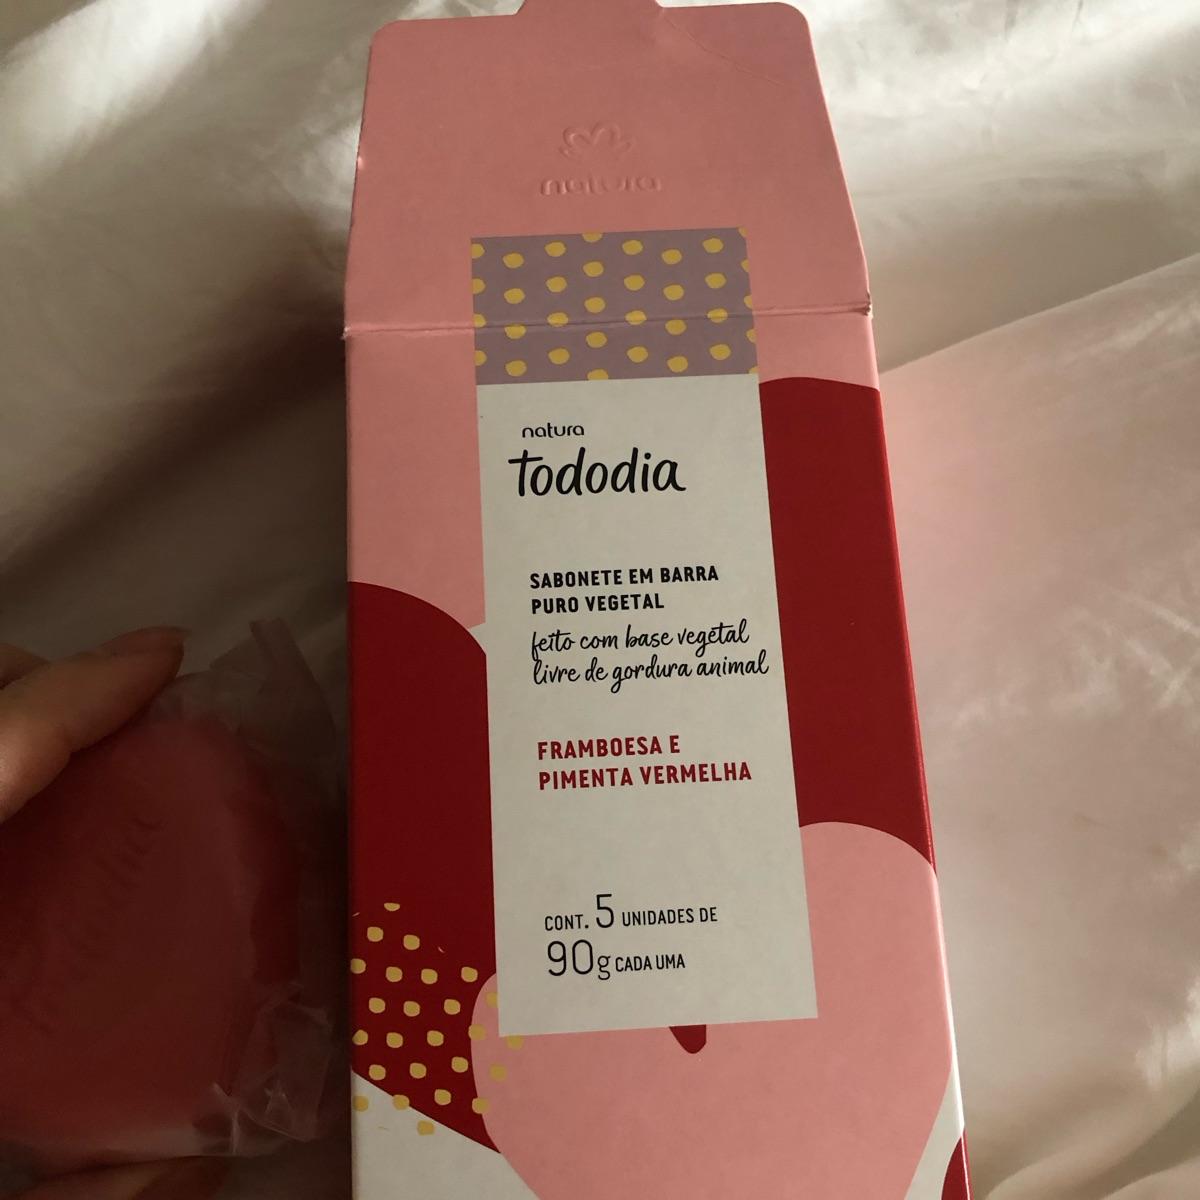 natura
natura
Tododia
SABONETE EM BARRA
PURO VEGETAL
feito com base vegetal
livre de gordura animal
FRAMBOESA E
PIMENTA VERMELHA
CONT. 5 UNIDADES DE
90g CADA UMA